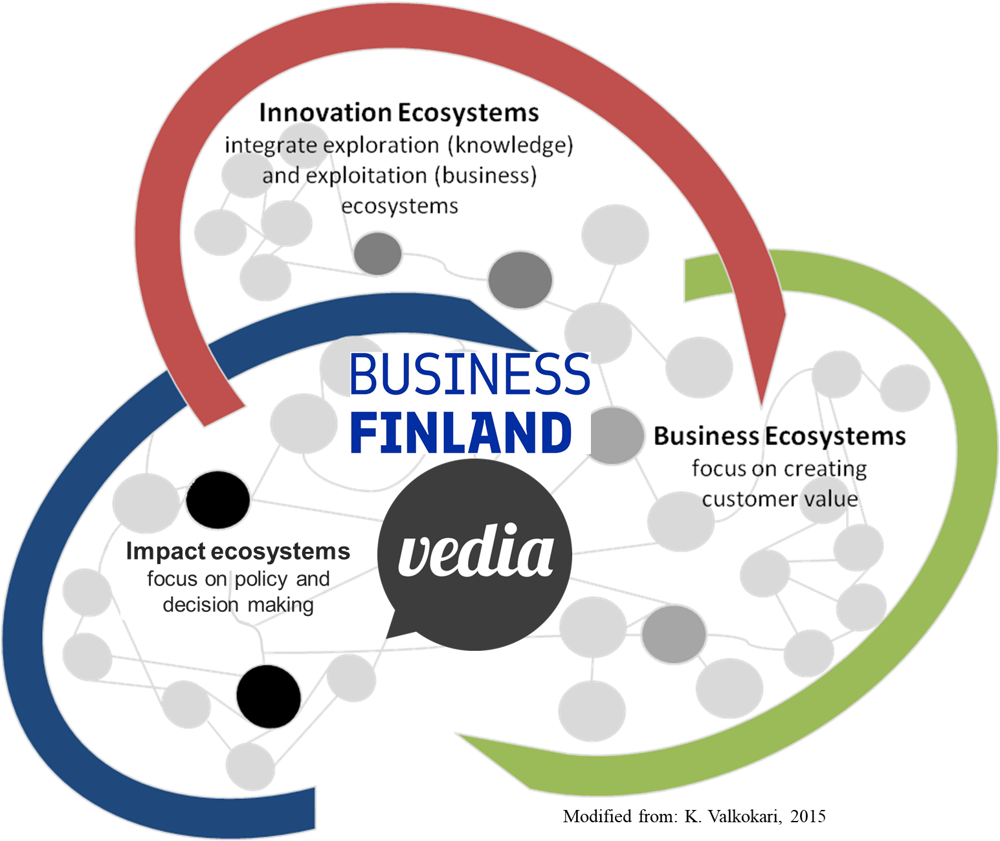 Innovation Ecosystems
integrate exploration (knowledge)
and exploitation (business)
ecosystems
BUSINESS
FINLAND
Business Ecosystems
focus on creating
customer value
vedia
Impact ecosystems
focus on policy and
decision making
Modified from: K. Valkokari, 2015